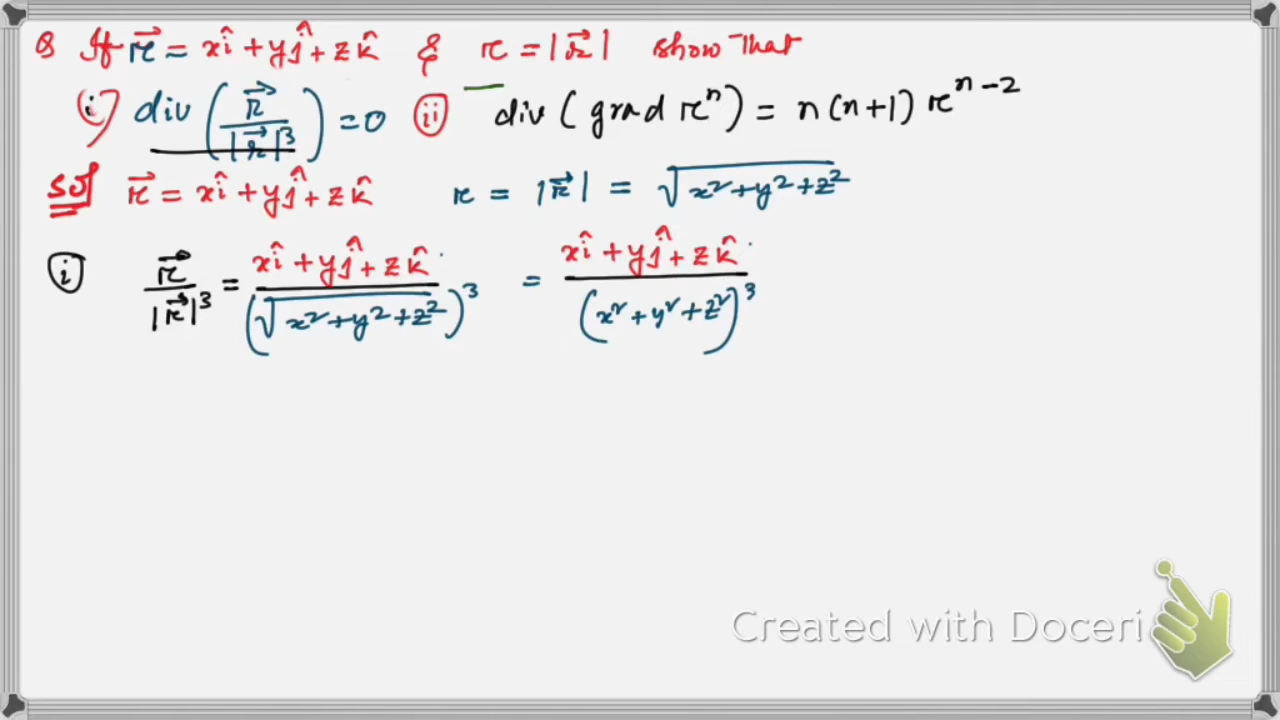 Q If r⃗ = xî + yĵ + zk̂ & r = |r⃗| show that
(i) div (r⃗ / |r⃗|³) = 0 (ii) div (grad rⁿ) = n(n+1) rⁿ⁻²
Sol r⃗ = xî + yĵ + zk̂ r = |r⃗| = √(x²+y²+z²)
(i) r⃗ / |r⃗|³ = (xî + yĵ + zk̂) / (√(x²+y²+z²))³ = (xî + yĵ + zk̂) / (x²+y²+z²)³
Created with Doceri